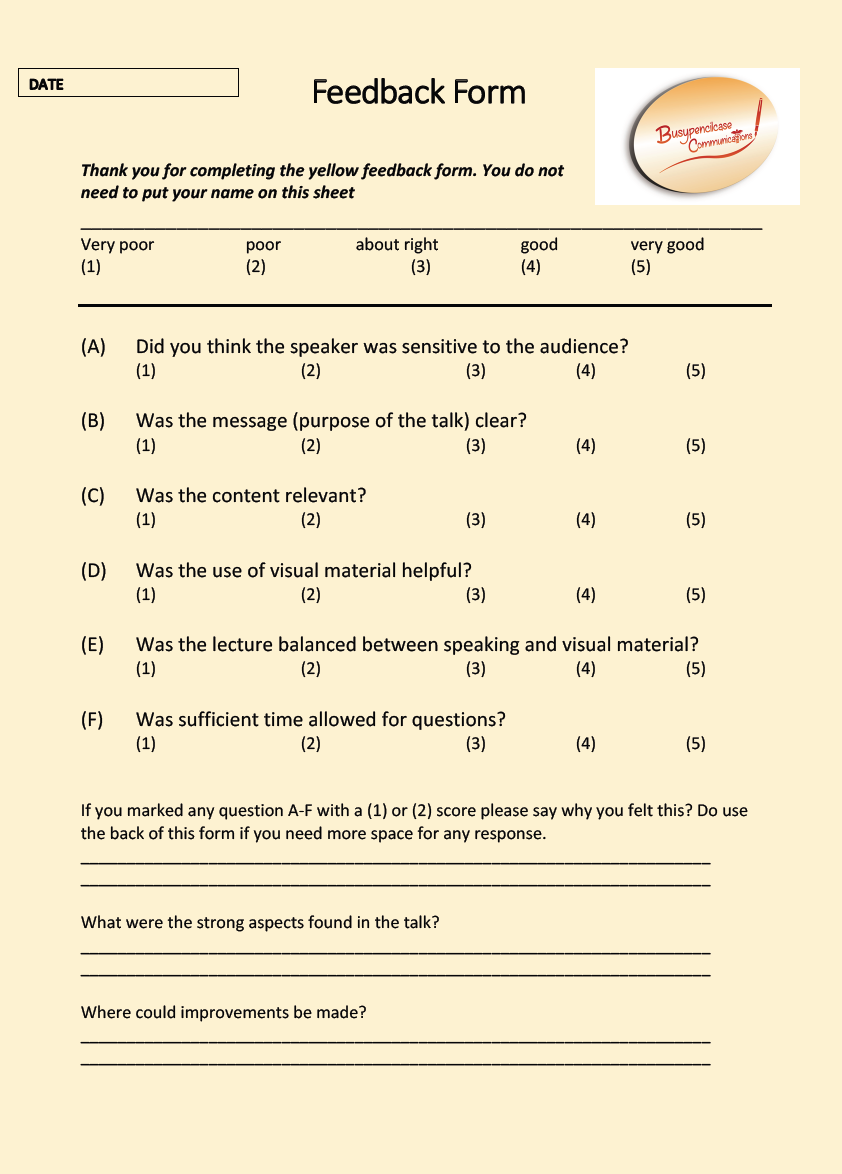 DATE
Feedback Form
Busypencilcase
Communications
Thank you for completing the yellow feedback form. You do not
need to put your name on this sheet
Very poor poor about right good very good
(1) (2) (3) (4) (5)
(A) Did you think the speaker was sensitive to the audience?
(1) (2) (3) (4) (5)
(B) Was the message (purpose of the talk) clear?
(1) (2) (3) (4) (5)
(C) Was the content relevant?
(1) (2) (3) (4) (5)
(D) Was the use of visual material helpful?
(1) (2) (3) (4) (5)
(E) Was the lecture balanced between speaking and visual material?
(1) (2) (3) (4) (5)
(F) Was sufficient time allowed for questions?
(1) (2) (3) (4) (5)
If you marked any question A-F with a (1) or (2) score please say why you felt this? Do use
the back of this form if you need more space for any response.
What were the strong aspects found in the talk?
Where could improvements be made?